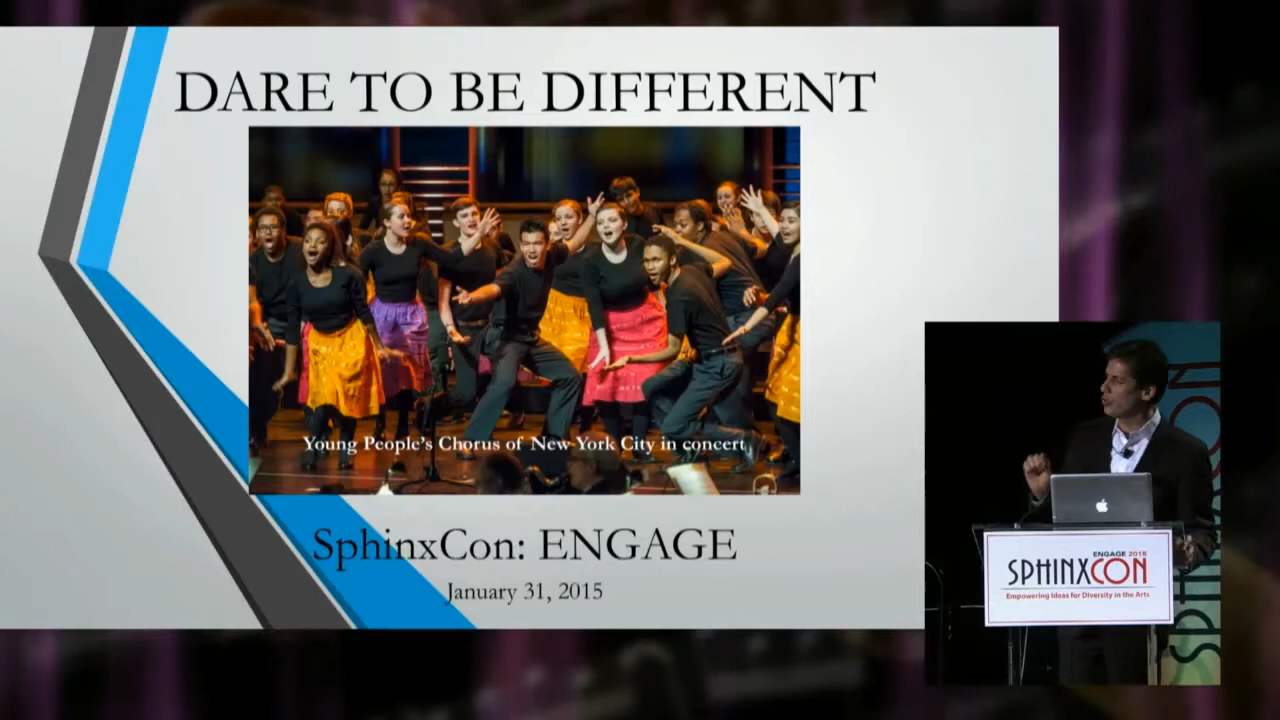 DARE TO BE DIFFERENT
Young People's Chorus of New York City in concert
SphinxCon: ENGAGE
January 31, 2015
ENGAGE 2015
SPHINXCON
Empowering Ideas for Diversity in the Arts
SPHINXCON